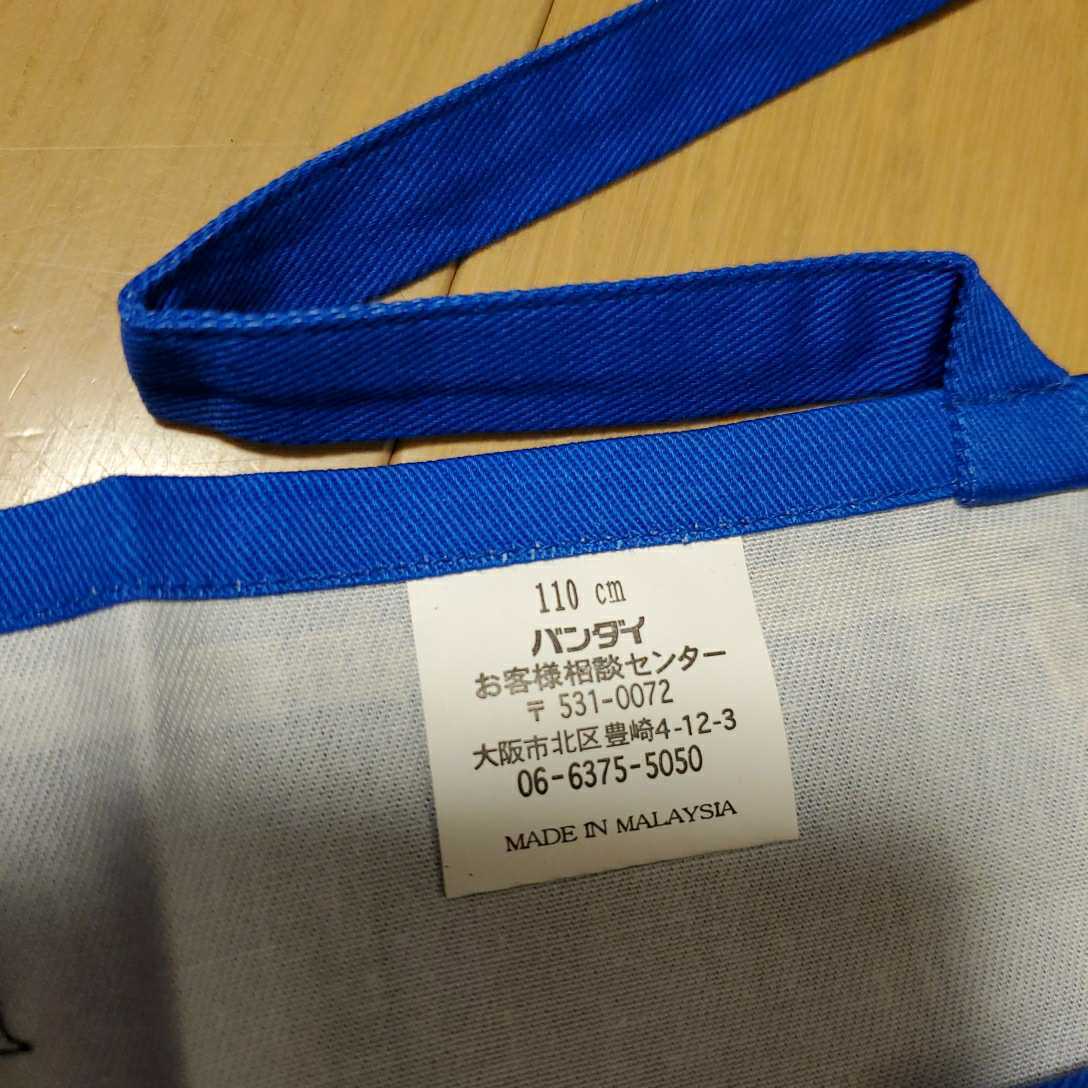 110 cm
バンダイ
お客様相談センター
〒 531-0072
大阪市北区豊崎4-12-3
06-6375-5050
MADE IN MALAYSIA